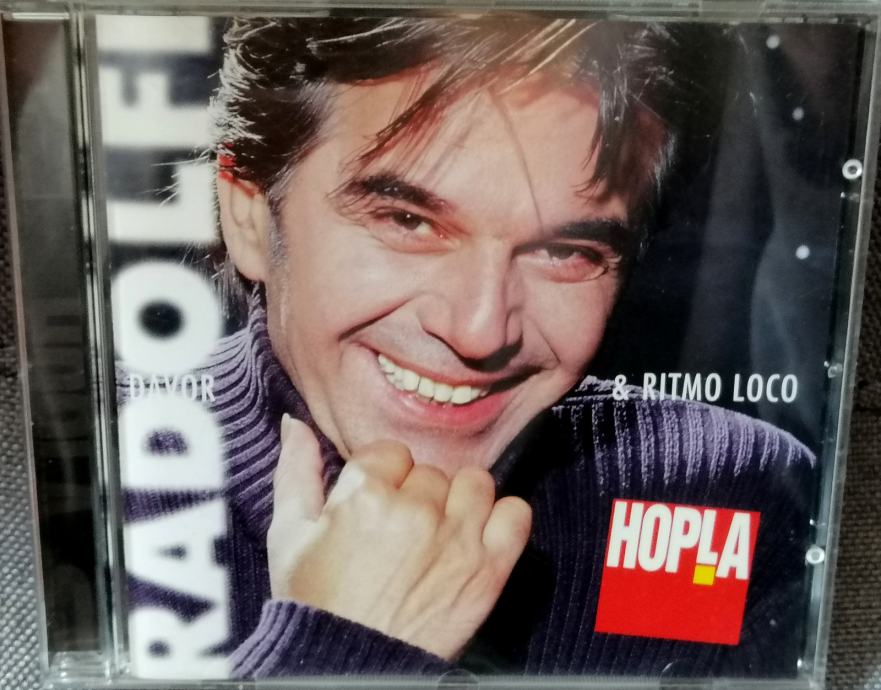 RADOLFI
DAVOR
& RITMO LOCO
HOPLA